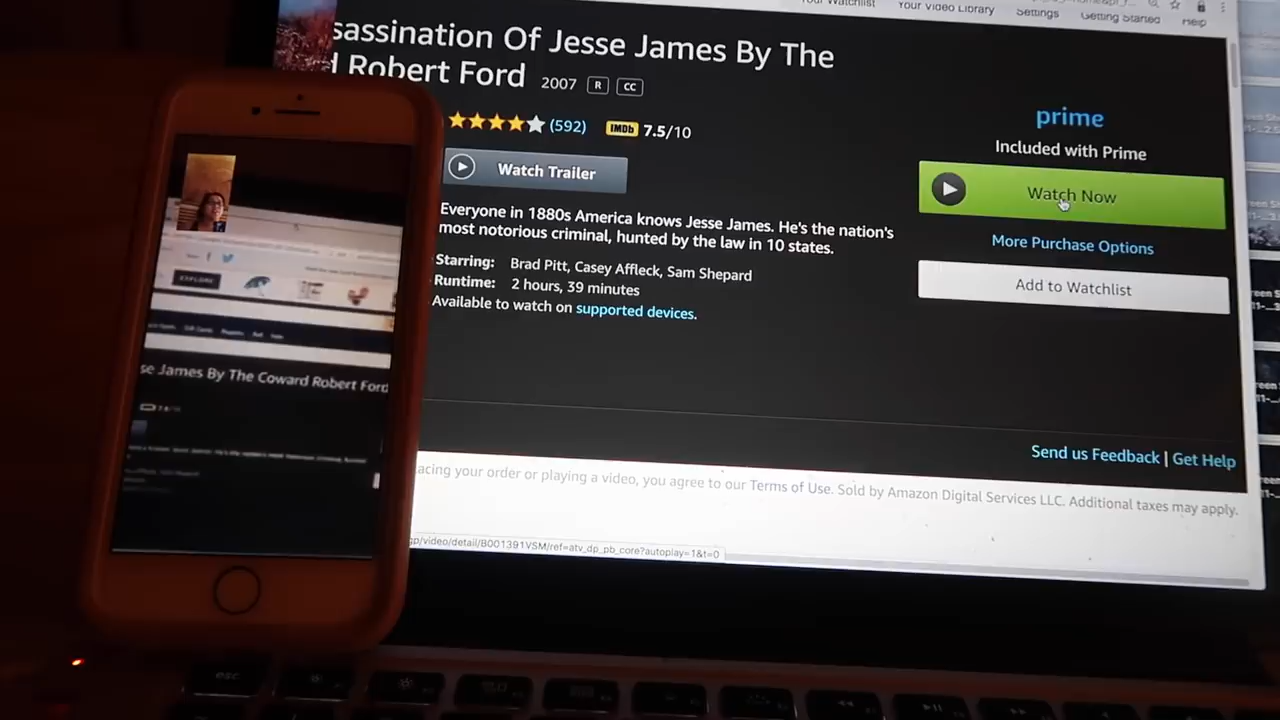 Your Video Library Settings Getting Started Help
sassination Of Jesse James By The
d Robert Ford 2007 R CC
(592) IMDb 7.5/10
prime
Included with Prime
Watch Trailer
Watch Now
Everyone in 1880s America knows Jesse James. He's the nation's
most notorious criminal, hunted by the law in 10 states.
More Purchase Options
Starring: Brad Pitt, Casey Affleck, Sam Shepard
Runtime: 2 hours, 39 minutes
Add to Watchlist
Available to watch on supported devices.
Send us Feedback | Get Help
acing your order or playing a video, you agree to our Terms of Use. Sold by Amazon Digital Services LLC. Additional taxes may apply.
gp/video/detail/B001391VSM/ref=atv_dp_pb_core?autoplay=1&t=0
EXPLORE
se James By The Coward Robert Ford
esc